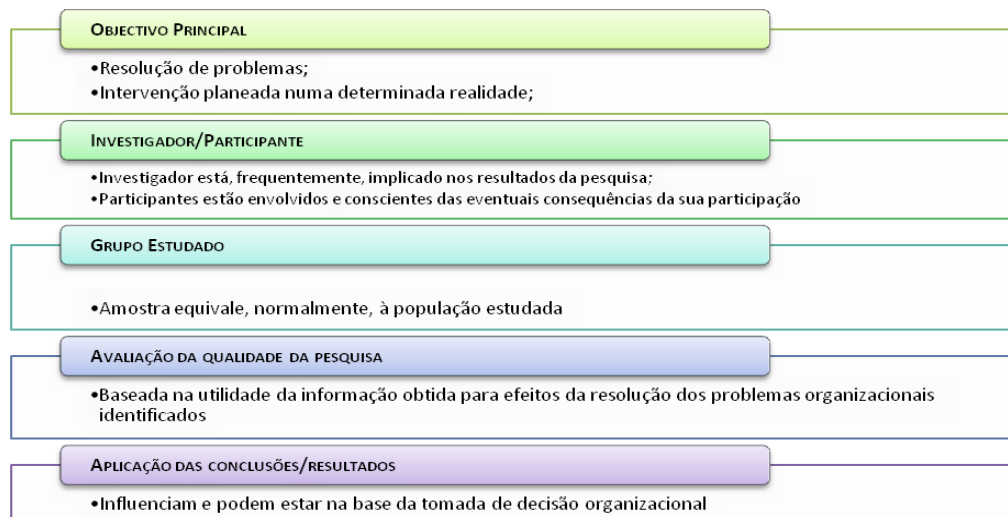 OBJECTIVO PRINCIPAL
•Resolução de problemas;
•Intervenção planeada numa determinada realidade;
INVESTIGADOR/PARTICIPANTE
•Investigador está, frequentemente, implicado nos resultados da pesquisa;
•Participantes estão envolvidos e conscientes das eventuais consequências da sua participação
GRUPO ESTUDADO
•Amostra equivale, normalmente, à população estudada
AVALIAÇÃO DA QUALIDADE DA PESQUISA
•Baseada na utilidade da informação obtida para efeitos da resolução dos problemas organizacionais
identificados
APLICAÇÃO DAS CONCLUSÕES/RESULTADOS
•Influenciam e podem estar na base da tomada de decisão organizacional